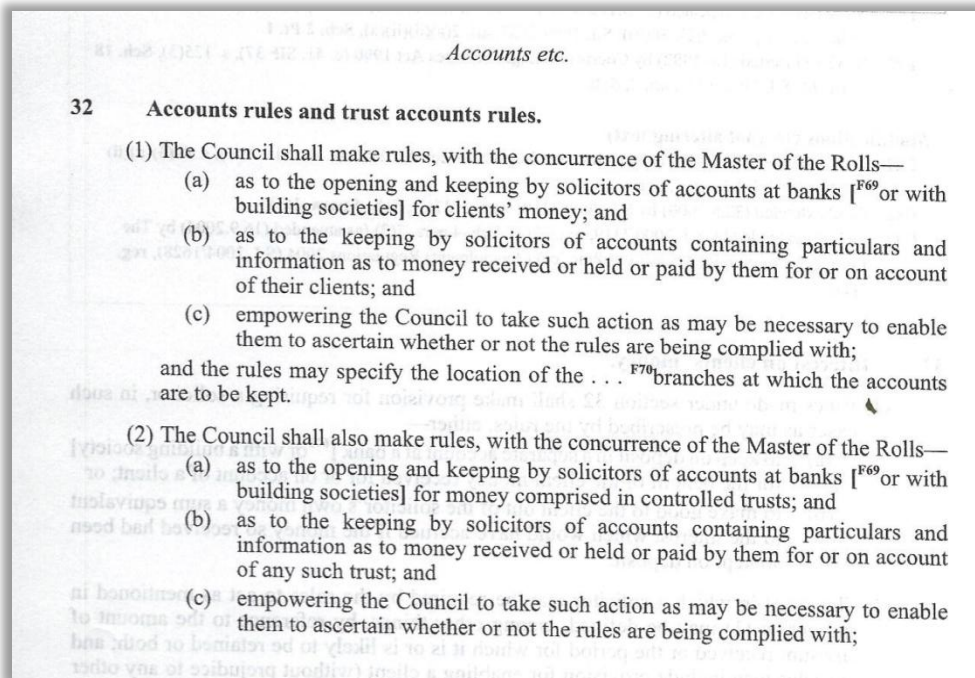 Accounts etc.
32 Accounts rules and trust accounts rules.
(1) The Council shall make rules, with the concurrence of the Master of the Rolls—
(a) as to the opening and keeping by solicitors of accounts at banks [F69or with
building societies] for clients’ money; and
(b) as to the keeping by solicitors of accounts containing particulars and
information as to money received or held or paid by them for or on account
of their clients; and
(c) empowering the Council to take such action as may be necessary to enable
them to ascertain whether or not the rules are being complied with;
and the rules may specify the location of the . . . F70branches at which the accounts
are to be kept.
(2) The Council shall also make rules, with the concurrence of the Master of the Rolls—
(a) as to the opening and keeping by solicitors of accounts at banks [F69or with
building societies] for money comprised in controlled trusts; and
(b) as to the keeping by solicitors of accounts containing particulars and
information as to money received or held or paid by them for or on account
of any such trust; and
(c) empowering the Council to take such action as may be necessary to enable
them to ascertain whether or not the rules are being complied with;